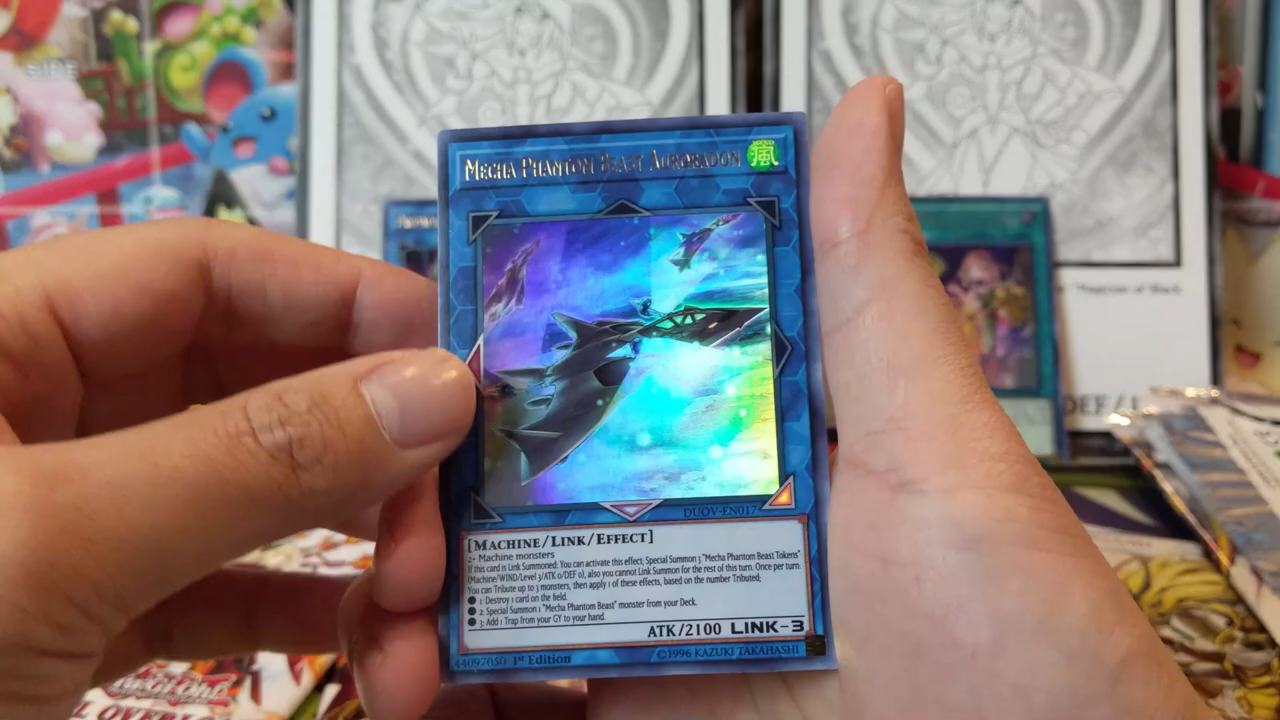 MECHA PHANTOM BEAST AURORADON
風
DUOV-EN017
[MACHINE/LINK/EFFECT]
2+ Machine monsters
If this card is Link Summoned: You can activate this effect; Special Summon 3 "Mecha Phantom Beast Tokens"
(Machine/WIND/Level 3/ATK 0/DEF 0), also you cannot Link Summon for the rest of this turn. Once per turn:
You can Tribute up to 3 monsters, then apply 1 of these effects, based on the number Tributed;
● 1: Destroy 1 card on the field.
● 2: Special Summon 1 "Mecha Phantom Beast" monster from your Deck.
● 3: Add 1 Trap from your GY to your hand.
ATK/2100 LINK-3
44097050 1st Edition ©1996 KAZUKI TAKAHASHI
DEF/
Yu-Gi-Oh!